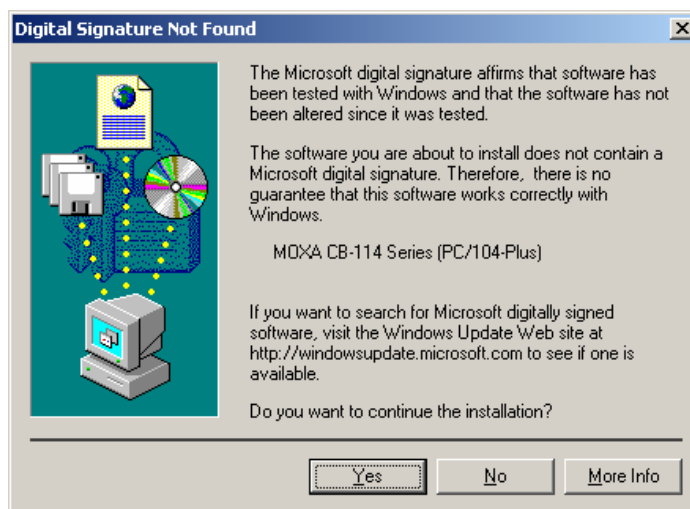 Digital Signature Not Found
The Microsoft digital signature affirms that software has
been tested with Windows and that the software has not
been altered since it was tested.
The software you are about to install does not contain a
Microsoft digital signature. Therefore, there is no
guarantee that this software works correctly with
Windows.
MOXA CB-114 Series (PC/104-Plus)
If you want to search for Microsoft digitally signed
software, visit the Windows Update Web site at
http://windowsupdate.microsoft.com to see if one is
available.
Do you want to continue the installation?
Yes No More Info